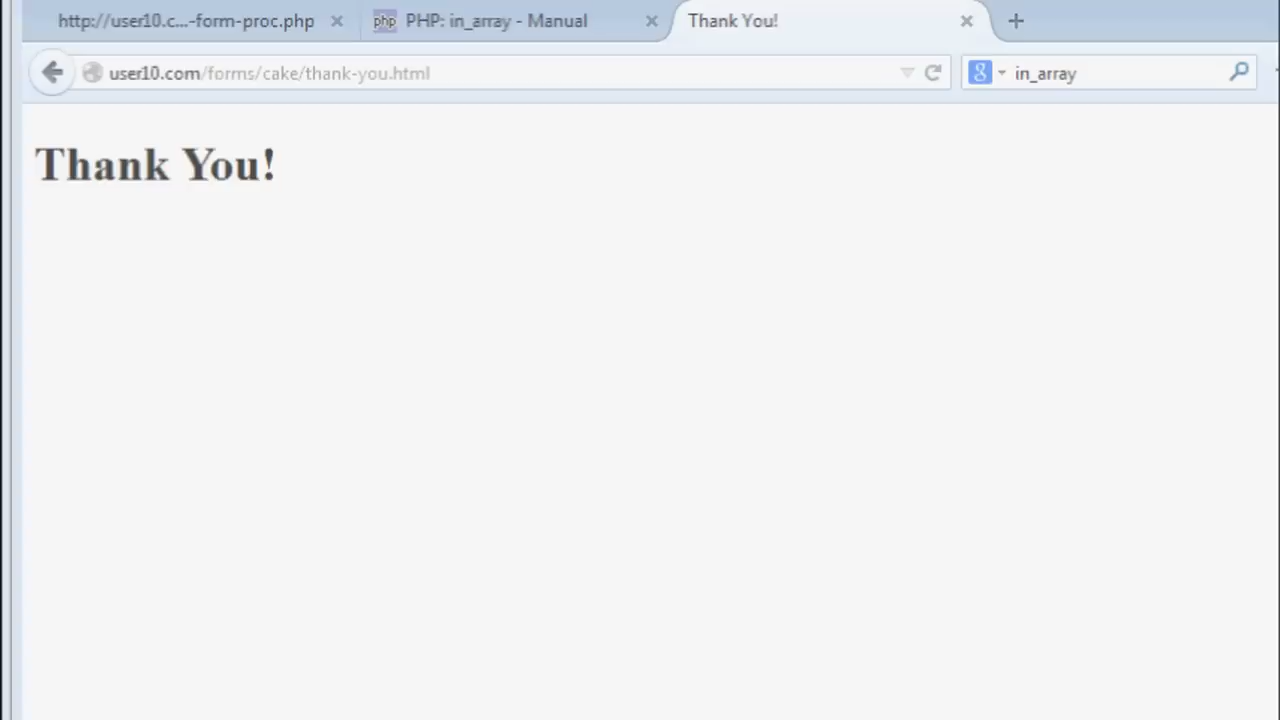 http://user10.c...-form-proc.php
php PHP: in_array - Manual
Thank You!
user10.com/forms/cake/thank-you.html
g in_array
Thank You!